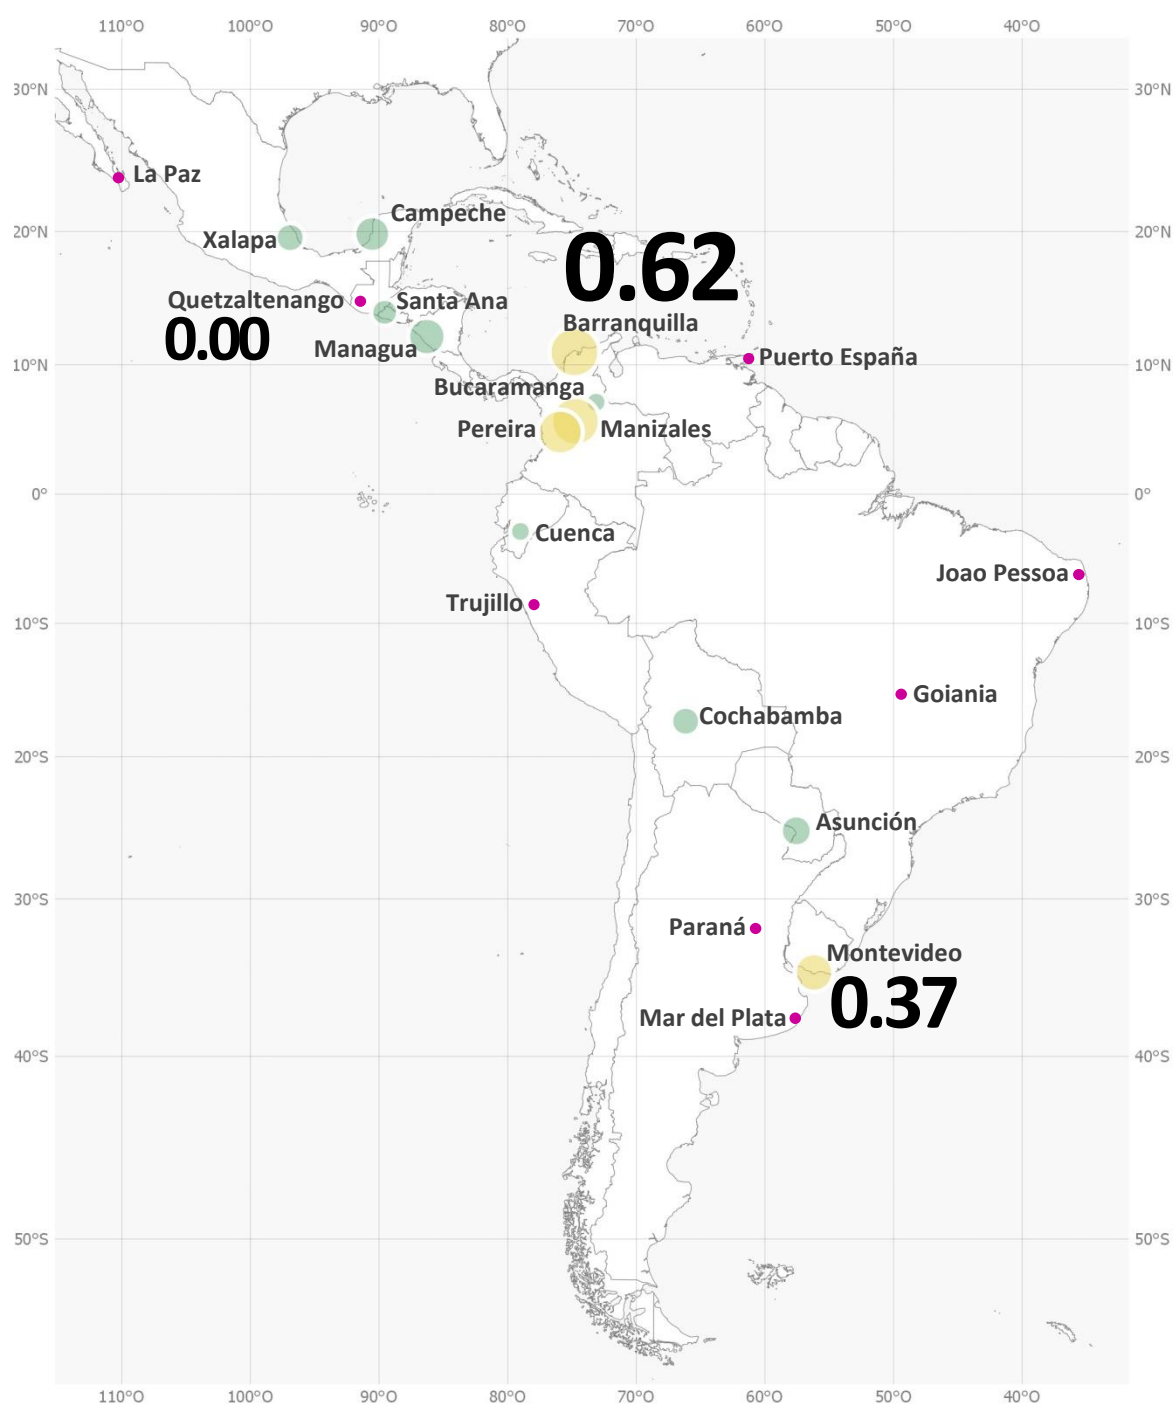 110°O 100°O 90°O 80°O 70°O 60°O 50°O 40°O
30°N 30°N
La Paz
Campeche
20°N 20°N
Xalapa
0.62
Quetzaltenango Santa Ana
0.00
Barranquilla
Managua
Puerto España
10°N 10°N
Bucaramanga
Pereira Manizales
0° 0°
Cuenca
Joao Pessoa
Trujillo
10°S 10°S
Goiania
Cochabamba
20°S 20°S
Asunción
30°S 30°S
Paraná
Montevideo
0.37
Mar del Plata
40°S 40°S
50°S 50°S
110°O 100°O 90°O 80°O 70°O 60°O 50°O 40°O